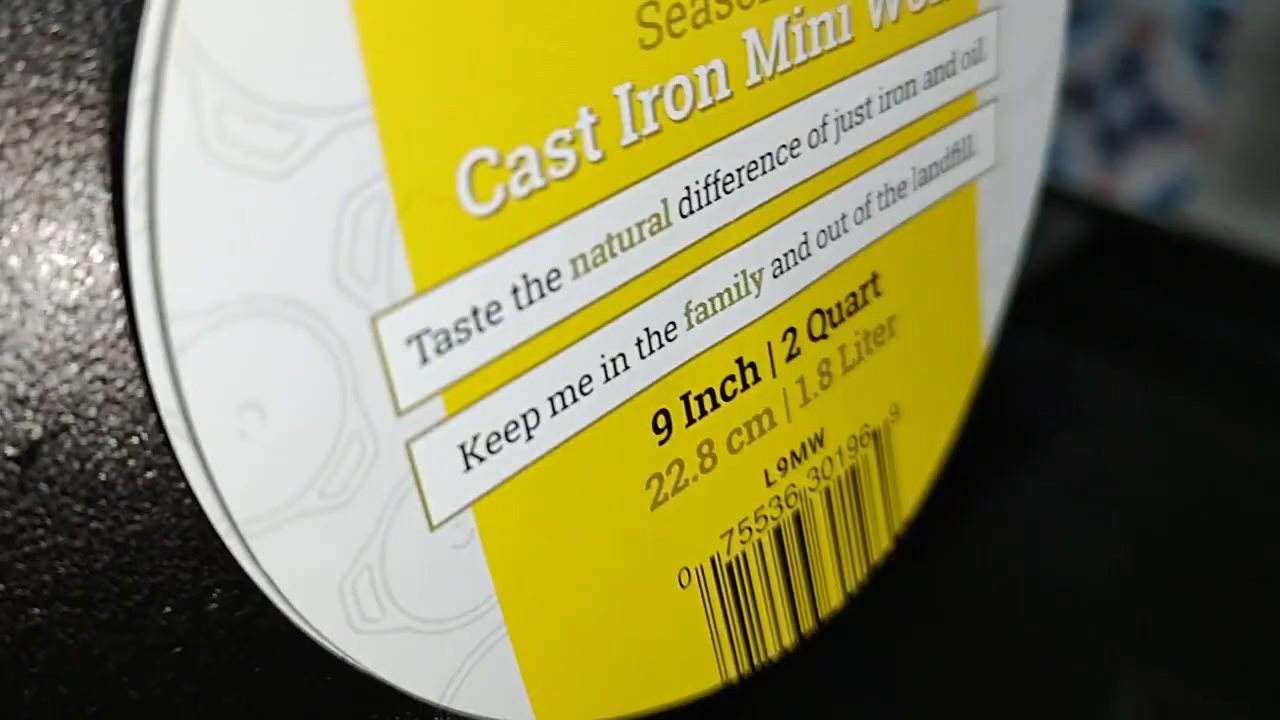 Cast Iron Mini
Taste the natural difference of just iron and oil.
Keep me in the family and out of the landfill.
9 Inch | 2 Quart
22.8 cm | 1.8 Liter
L9MW
0 75536 30196 9